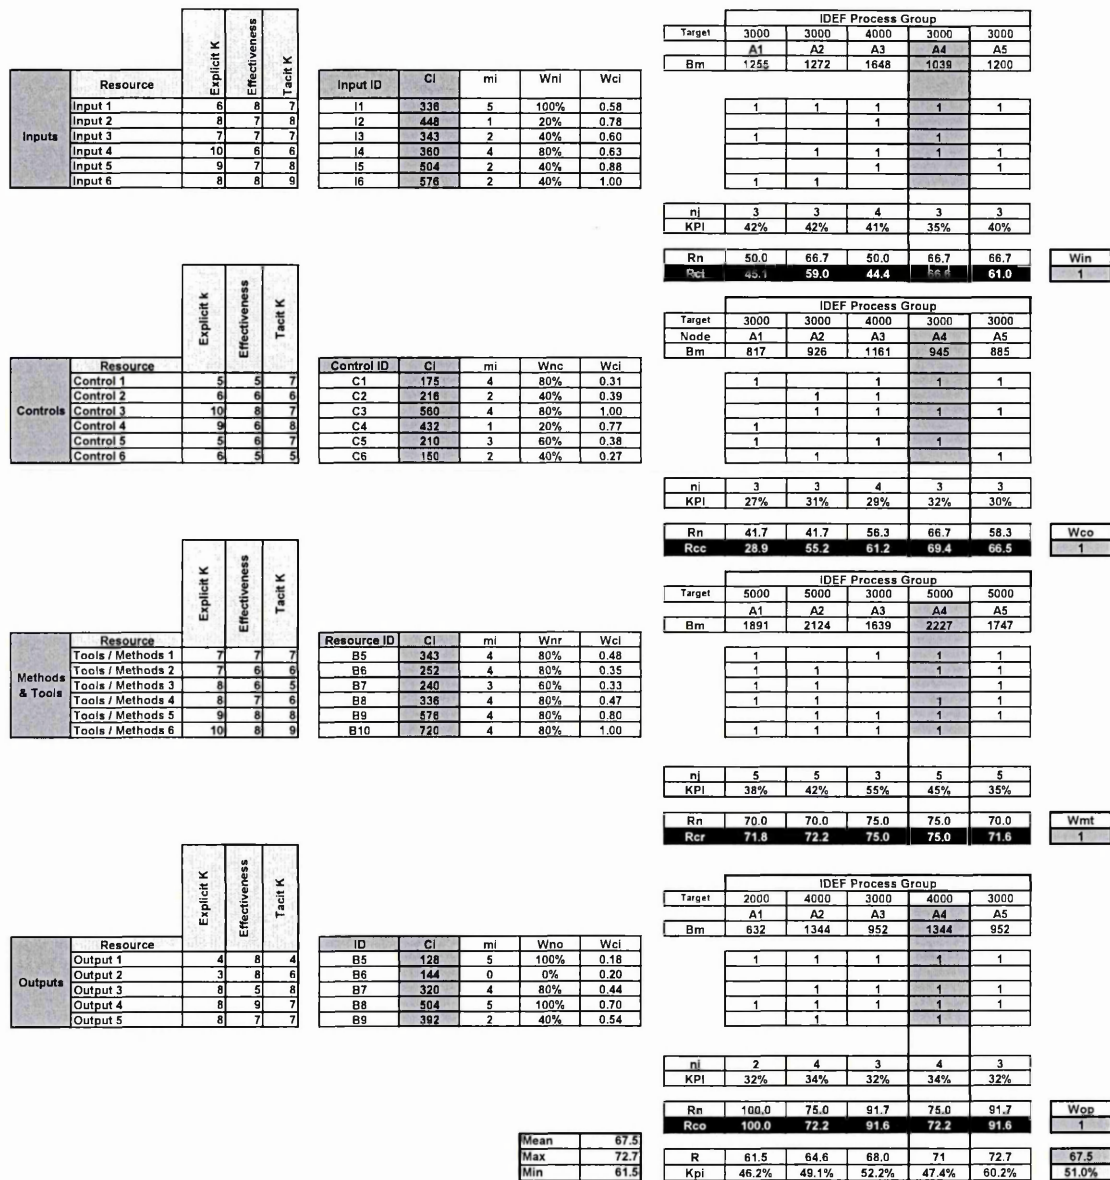 Explicit K Effectiveness Tacit K
Resource
Inputs
Input 1 6 8 7
Input 2 8 7 8
Input 3 7 7 7
Input 4 10 6 6
Input 5 9 7 8
Input 6 8 8 9
Input ID CI mi WnI Wci
I1 336 5 100% 0.58
I2 448 1 20% 0.78
I3 343 2 40% 0.60
I4 360 4 80% 0.63
I5 504 2 40% 0.88
I6 576 2 40% 1.00
IDEF Process Group
Target 3000 3000 4000 3000 3000
A1 A2 A3 A4 A5
Bm 1255 1272 1648 1039 1200
1 1 1 1 1
1
1 1
1 1 1 1
1 1
1 1
nj 3 3 4 3 3
KPI 42% 42% 41% 35% 40%
Rn 50.0 66.7 50.0 66.7 66.7
Rci 45.1 59.0 44.4 61.0
Win
1
Explicit k Effectiveness Tacit K
Resource
Controls
Control 1 5 5 7
Control 2 6 6 6
Control 3 10 8 7
Control 4 9 6 8
Control 5 5 6 7
Control 6 6 5 5
Control ID CI mi Wnc Wci
C1 175 4 80% 0.31
C2 216 2 40% 0.39
C3 560 4 80% 1.00
C4 432 1 20% 0.77
C5 210 3 60% 0.38
C6 150 2 40% 0.27
IDEF Process Group
Target 3000 3000 4000 3000 3000
Node A1 A2 A3 A4 A5
Bm 817 926 1161 945 885
1 1 1 1
1 1
1 1 1 1
1
1 1 1
1 1
nj 3 3 4 3 3
KPI 27% 31% 29% 32% 30%
Rn 41.7 41.7 56.3 66.7 58.3
Rcc 28.9 55.2 61.2 69.4 66.5
Wco
1
Explicit K Effectiveness Tacit K
Resource
Methods & Tools
Tools / Methods 1 7 7 7
Tools / Methods 2 7 6 6
Tools / Methods 3 8 6 5
Tools / Methods 4 8 7 6
Tools / Methods 5 9 8 8
Tools / Methods 6 10 8 9
Resource ID CI mi Wnr Wci
B5 343 4 80% 0.48
B6 252 4 80% 0.35
B7 240 3 60% 0.33
B8 336 4 80% 0.47
B9 576 4 80% 0.80
B10 720 4 80% 1.00
IDEF Process Group
Target 5000 5000 3000 5000 5000
A1 A2 A3 A4 A5
Bm 1891 2124 1639 2227 1747
1 1 1 1
1 1 1 1
1 1 1
1 1 1 1
1 1 1 1
1 1 1 1
nj 5 5 3 5 5
KPI 38% 42% 55% 45% 35%
Rn 70.0 70.0 75.0 75.0 70.0
Rcr 71.8 72.2 75.0 75.0 71.6
Wmt
1
Explicit K Effectiveness Tacit K
Resource
Outputs
Output 1 4 8 4
Output 2 3 8 6
Output 3 8 5 8
Output 4 8 9 7
Output 5 8 7 7
ID CI mi Wno Wci
B5 128 5 100% 0.18
B6 144 0 0% 0.20
B7 320 4 80% 0.44
B8 504 5 100% 0.70
B9 392 2 40% 0.54
IDEF Process Group
Target 2000 4000 3000 4000 3000
A1 A2 A3 A4 A5
Bm 632 1344 952 1344 952
1 1 1 1 1
1 1 1 1
1 1 1 1 1
1 1
nj 2 4 3 4 3
KPI 32% 34% 32% 34% 32%
Rn 100.0 75.0 91.7 75.0 91.7
Rco 100.0 72.2 91.6 72.2 91.6
Wop
1
Mean 67.5
Max 72.7
Min 61.5
R 61.5 64.6 68.0 71 72.7
Kpi 46.2% 49.1% 52.2% 47.4% 60.2%
67.5
51.0%